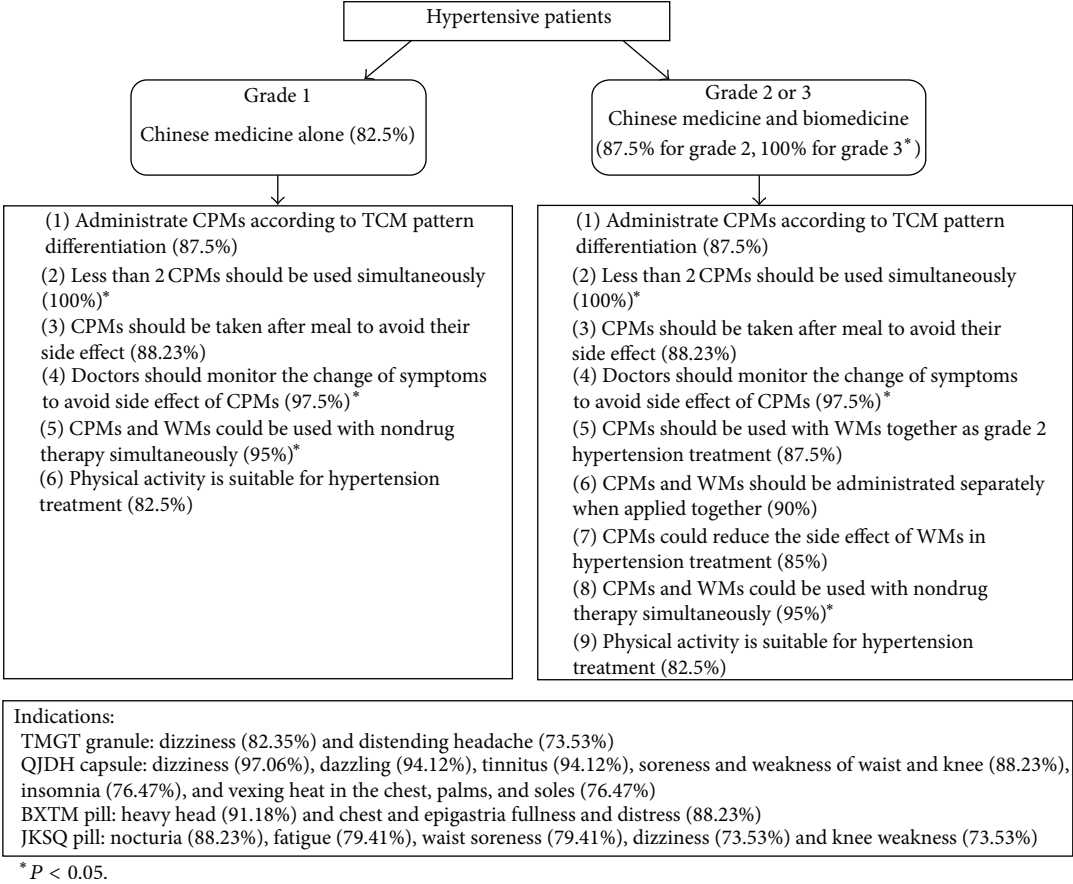 Hypertensive patients
Grade 1
Chinese medicine alone (82.5%)
Grade 2 or 3
Chinese medicine and biomedicine
(87.5% for grade 2, 100% for grade 3*)
(1) Administrate CPMs according to TCM pattern
differentiation (87.5%)
(2) Less than 2 CPMs should be used simultaneously
(100%)*
(3) CPMs should be taken after meal to avoid their
side effect (88.23%)
(4) Doctors should monitor the change of symptoms
to avoid side effect of CPMs (97.5%)*
(5) CPMs and WMs could be used with nondrug
therapy simultaneously (95%)*
(6) Physical activity is suitable for hypertension
treatment (82.5%)
(1) Administrate CPMs according to TCM pattern
differentiation (87.5%)
(2) Less than 2 CPMs should be used simultaneously
(100%)*
(3) CPMs should be taken after meal to avoid their
side effect (88.23%)
(4) Doctors should monitor the change of symptoms
to avoid side effect of CPMs (97.5%)*
(5) CPMs should be used with WMs together as grade 2
hypertension treatment (87.5%)
(6) CPMs and WMs should be administrated separately
when applied together (90%)
(7) CPMs could reduce the side effect of WMs in
hypertension treatment (85%)
(8) CPMs and WMs could be used with nondrug
therapy simultaneously (95%)*
(9) Physical activity is suitable for hypertension
treatment (82.5%)
Indications:
TMGT granule: dizziness (82.35%) and distending headache (73.53%)
QJDH capsule: dizziness (97.06%), dazzling (94.12%), tinnitus (94.12%), soreness and weakness of waist and knee (88.23%),
insomnia (76.47%), and vexing heat in the chest, palms, and soles (76.47%)
BXTM pill: heavy head (91.18%) and chest and epigastria fullness and distress (88.23%)
JKSQ pill: nocturia (88.23%), fatigue (79.41%), waist soreness (79.41%), dizziness (73.53%) and knee weakness (73.53%)
*P < 0.05.